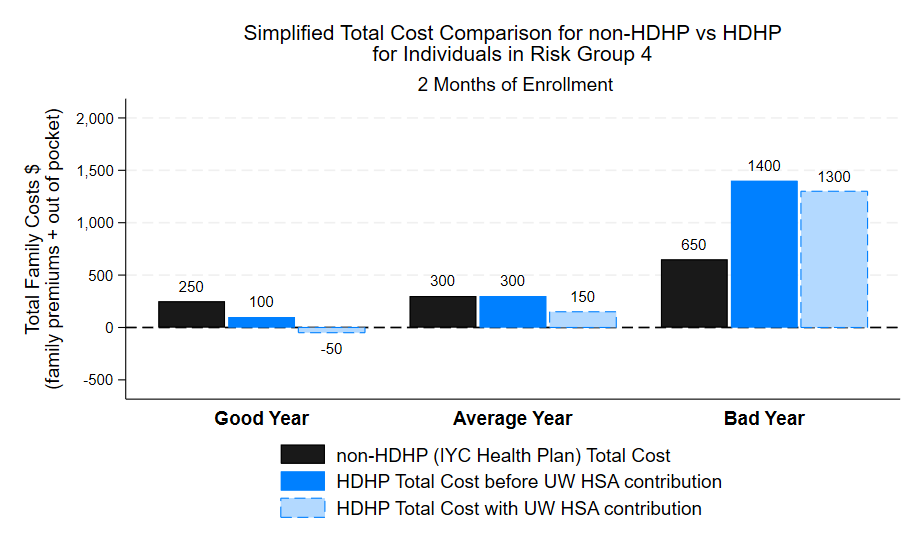 Simplified Total Cost Comparison for non-HDHP vs HDHP
for Individuals in Risk Group 4
2 Months of Enrollment
Total Family Costs $
(family premiums + out of pocket)
2,000
1,500
1,000
500
0
-500
250
100
-50
300
300
150
650
1400
1300
Good Year
Average Year
Bad Year
non-HDHP (IYC Health Plan) Total Cost
HDHP Total Cost before UW HSA contribution
HDHP Total Cost with UW HSA contribution